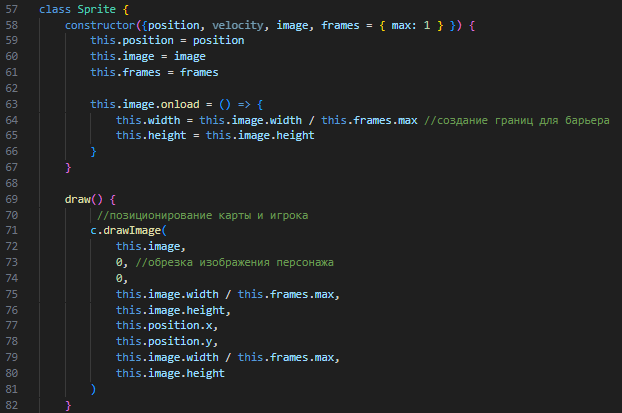 57 class Sprite {
58     constructor({position, velocity, image, frames = { max: 1 } }) {
59         this.position = position
60         this.image = image
61         this.frames = frames
62
63         this.image.onload = () => {
64             this.width = this.image.width / this.frames.max //создание границ для барьера
65             this.height = this.image.height
66         }
67     }
68
69     draw() {
70          //позиционирование карты и игрока
71         c.drawImage(
72             this.image,
73             0, //обрезка изображения персонажа
74             0,
75             this.image.width / this.frames.max,
76             this.image.height,
77             this.position.x,
78             this.position.y,
79             this.image.width / this.frames.max,
80             this.image.height
81         )
82     }